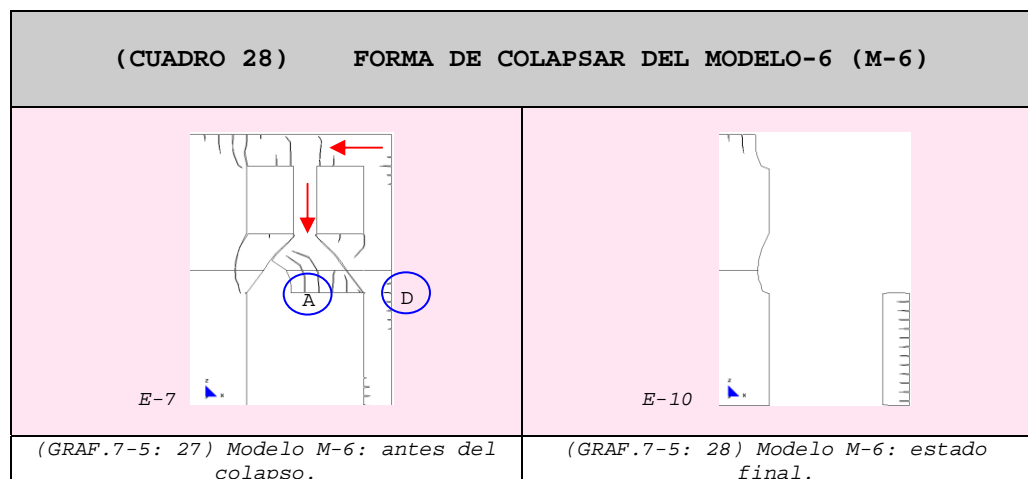 (CUADRO 28) FORMA DE COLAPSAR DEL MODELO-6 (M-6)
A
D
E-7
E-10
(GRAF.7-5: 27) Modelo M-6: antes del
colapso.
(GRAF.7-5: 28) Modelo M-6: estado
final.